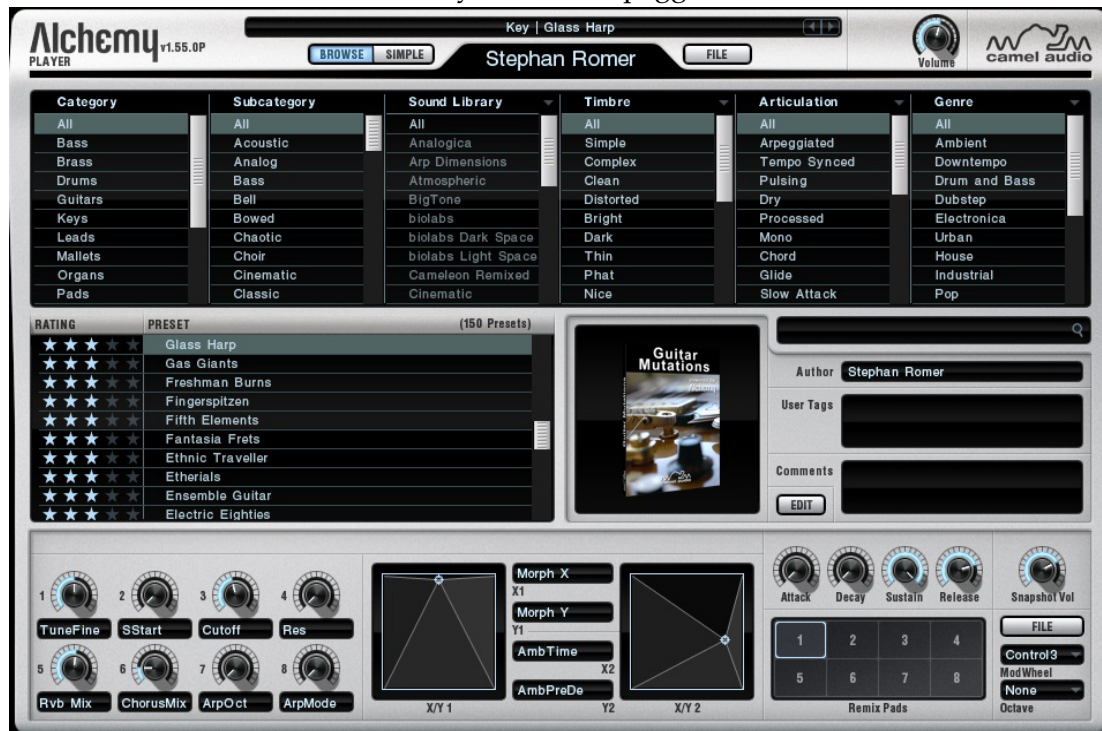 Alchemy v1.55.0P
PLAYER
Key | Glass Harp
BROWSE SIMPLE
Stephan Romer
FILE
Volume
camel audio
Category Subcategory Sound Library Timbre Articulation Genre
All All All All All All
Bass Acoustic Analogica Simple Arpeggiated Ambient
Brass Analog Arp Dimensions Complex Tempo Synced Downtempo
Drums Bass Atmospheric Clean Pulsing Drum and Bass
Guitars Bell BigTone Distorted Dry Dubstep
Keys Bowed biolabs Bright Processed Electronica
Leads Chaotic biolabs Dark Space Dark Mono Urban
Mallets Choir biolabs Light Space Thin Chord House
Organs Cinematic Cameleon Remixed Phat Glide Industrial
Pads Classic Cinematic Nice Slow Attack Pop
RATING PRESET (150 Presets)
Glass Harp
Gas Giants
Freshman Burns
Fingerspitzen
Fifth Elements
Fantasia Frets
Ethnic Traveller
Etherials
Ensemble Guitar
Electric Eighties
Guitar
Mutations
Alchemy
camel audio
Author Stephan Romer
User Tags
Comments
EDIT
1 2 3 4
TuneFine SStart Cutoff Res
5 6 7 8
Rvb Mix ChorusMix ArpOct ArpMode
X/Y 1
Morph X
X1
Morph Y
Y1
AmbTime
X2
AmbPreDe
Y2
X/Y 2
Attack Decay Sustain Release Snapshot Vol
1 2 3 4
5 6 7 8
Remix Pads
FILE
Control3
ModWheel
None
Octave